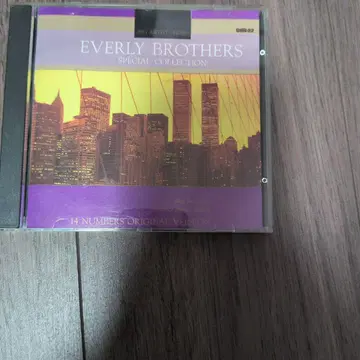 EVERLY BROTHERS
SPECIAL COLLECTION
14 NUMBERS ORIGINAL